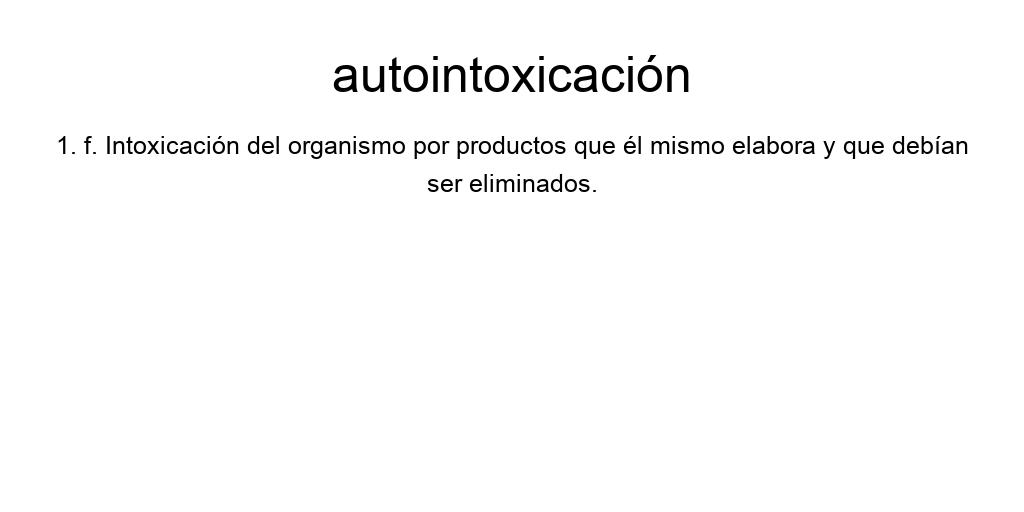 autointoxicación
1. f. Intoxicación del organismo por productos que él mismo elabora y que debían
ser eliminados.